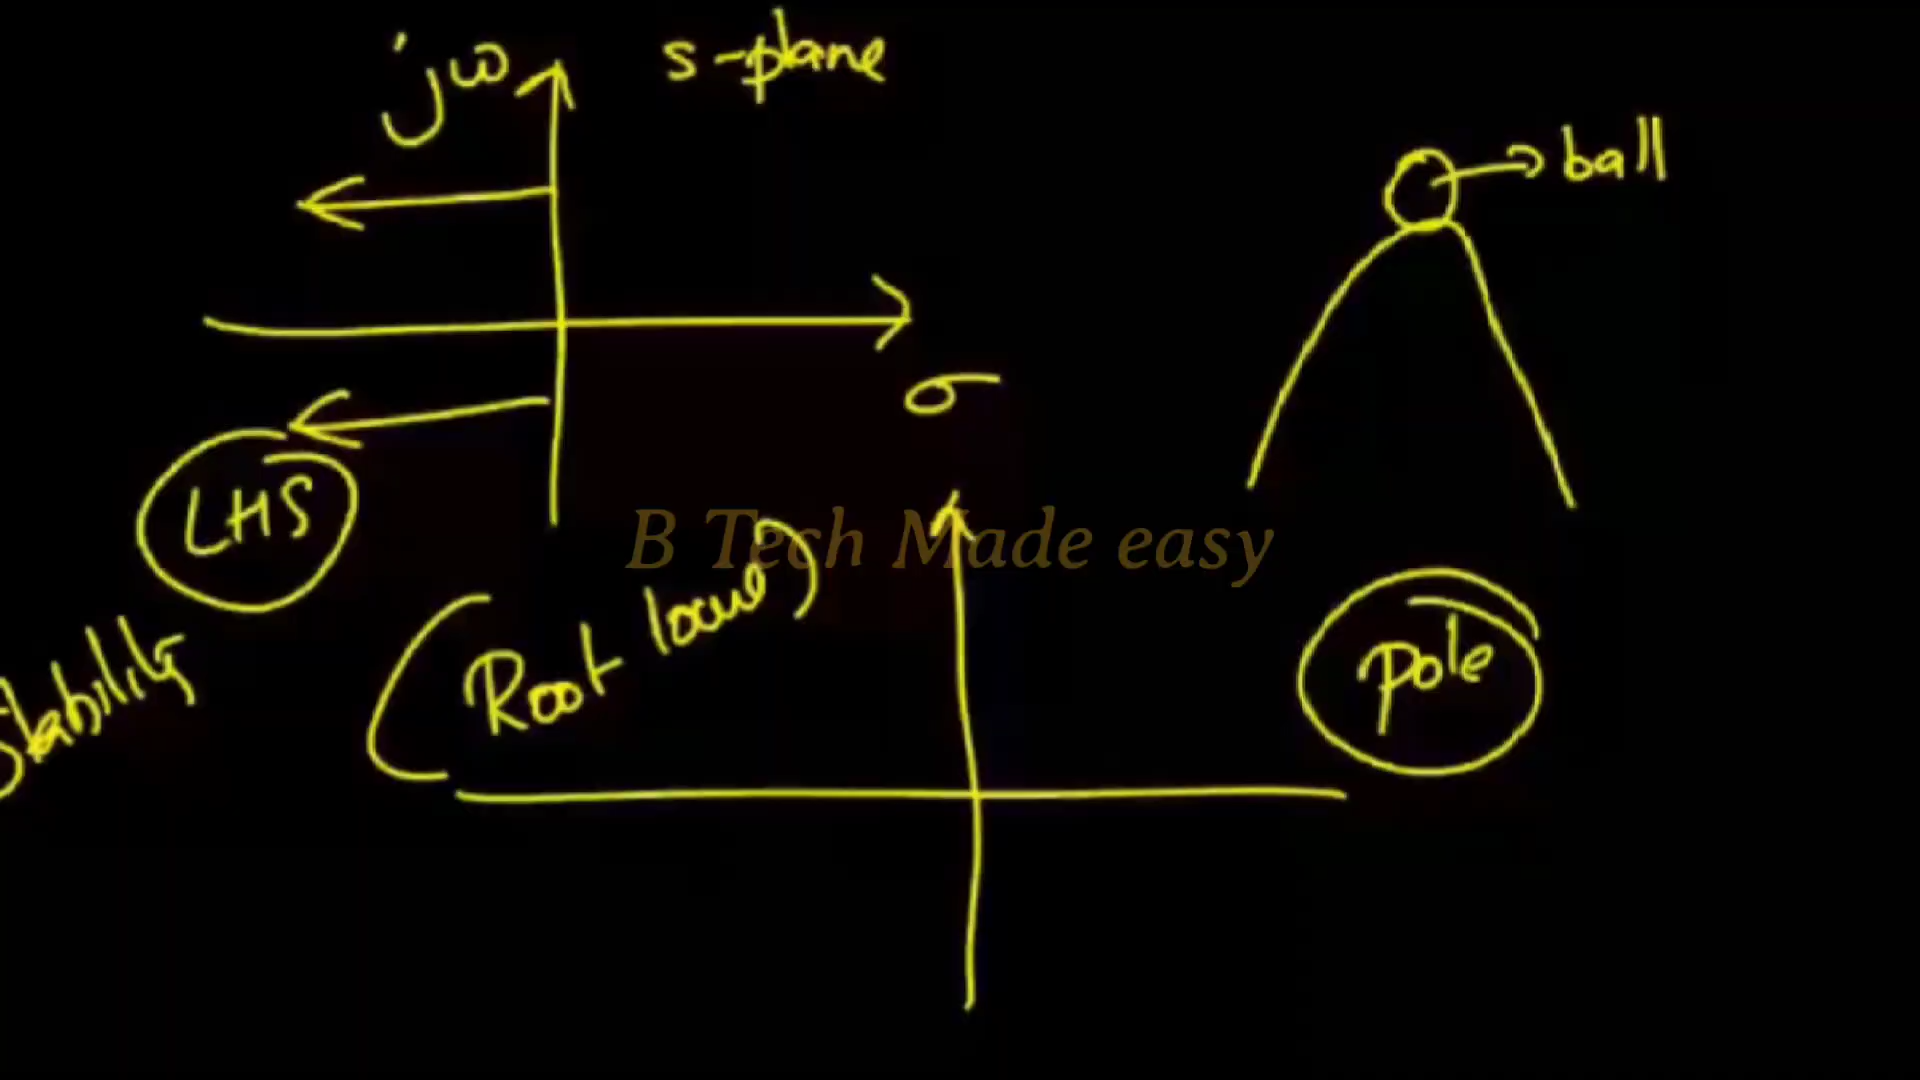 jω
s-plane
ball
σ
LHS
B Tech Made easy
(Root locus)
Stability
pole